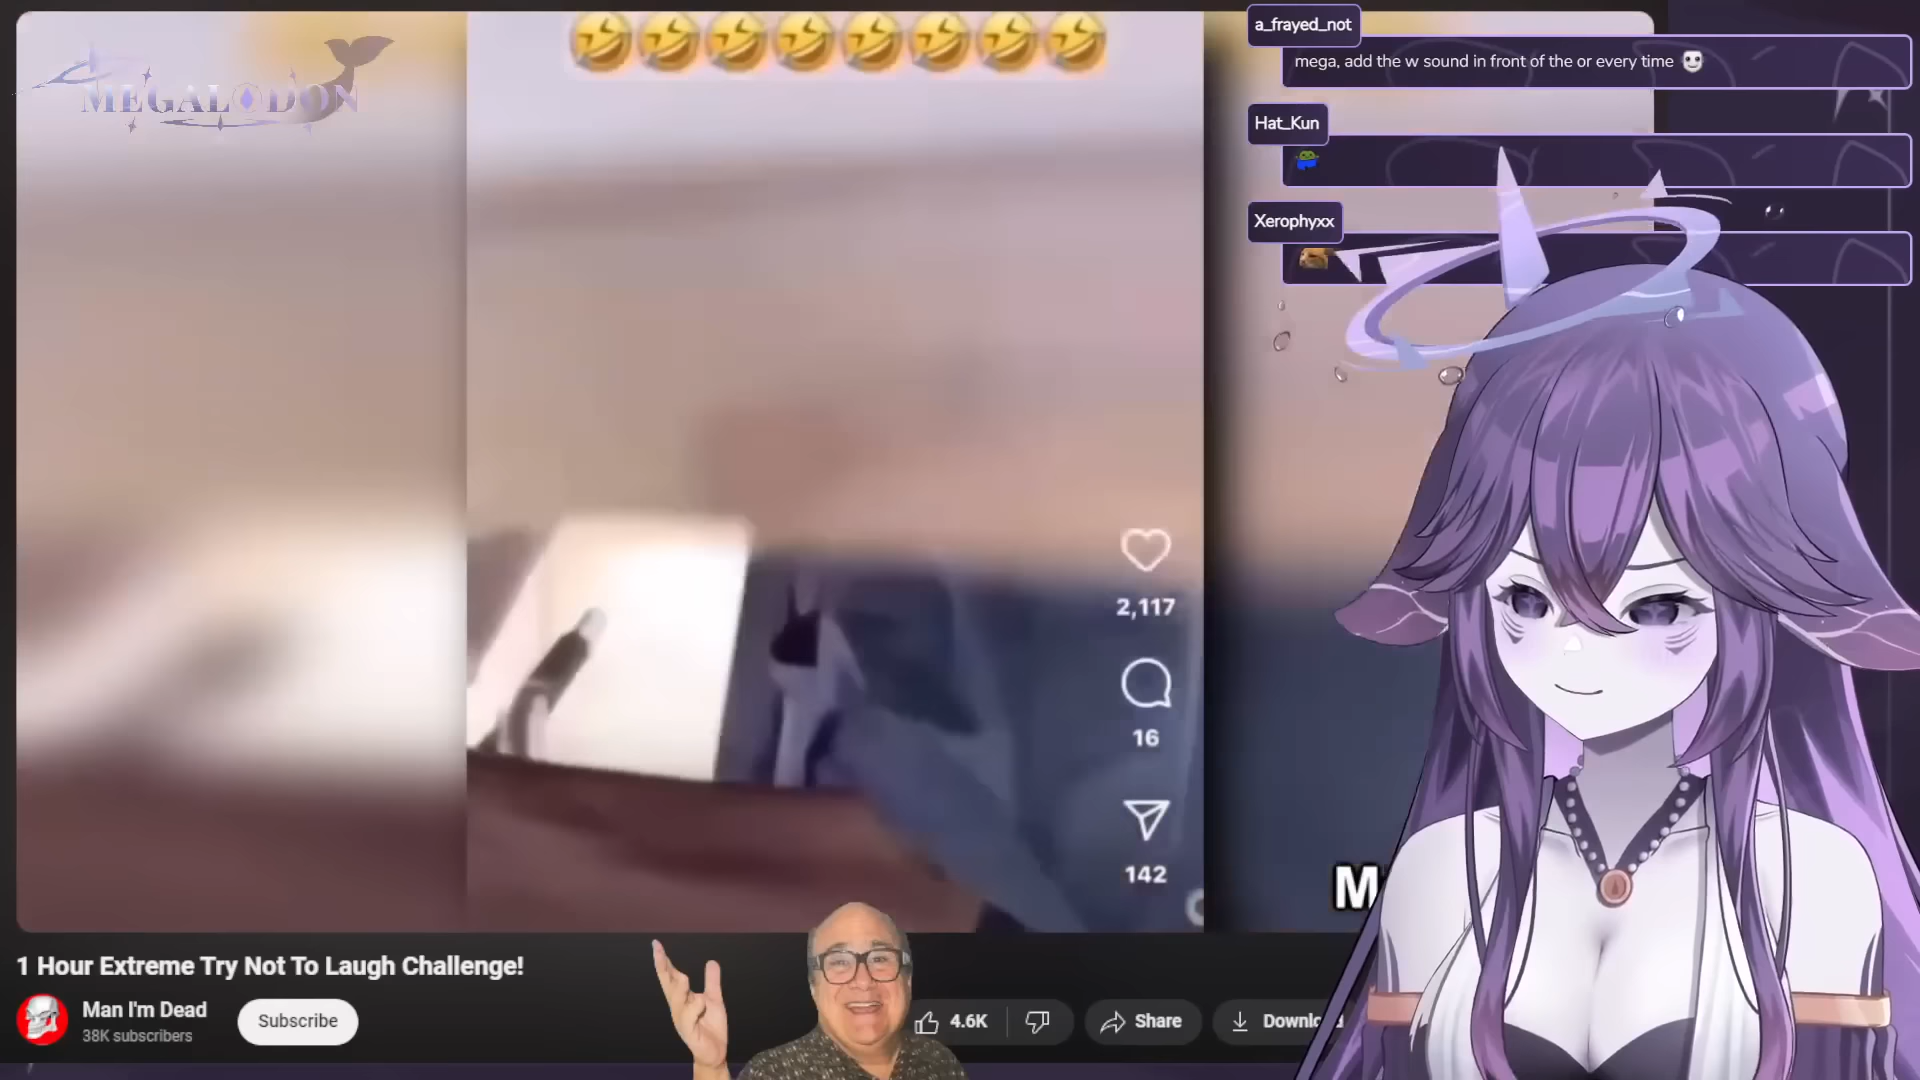 MEGALODON
a_frayed_not
mega, add the w sound in front of the or every time
Hat_Kun
Xerophyxx
2,117
16
142
M
1 Hour Extreme Try Not To Laugh Challenge!
Man I'm Dead
38K subscribers
Subscribe
4.6K
Share